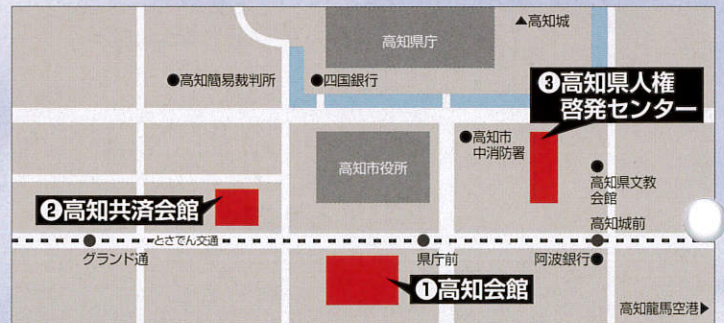 ▲高知城
高知県庁
●高知簡易裁判所
●四国銀行
❸高知県人権
啓発センター
●高知市
中消防署
高知市役所
高知県文教
会館
❷高知共済会館
高知城前
とさでん交通
グランド通
県庁前
阿波銀行●
❶高知会館
高知龍馬空港▶